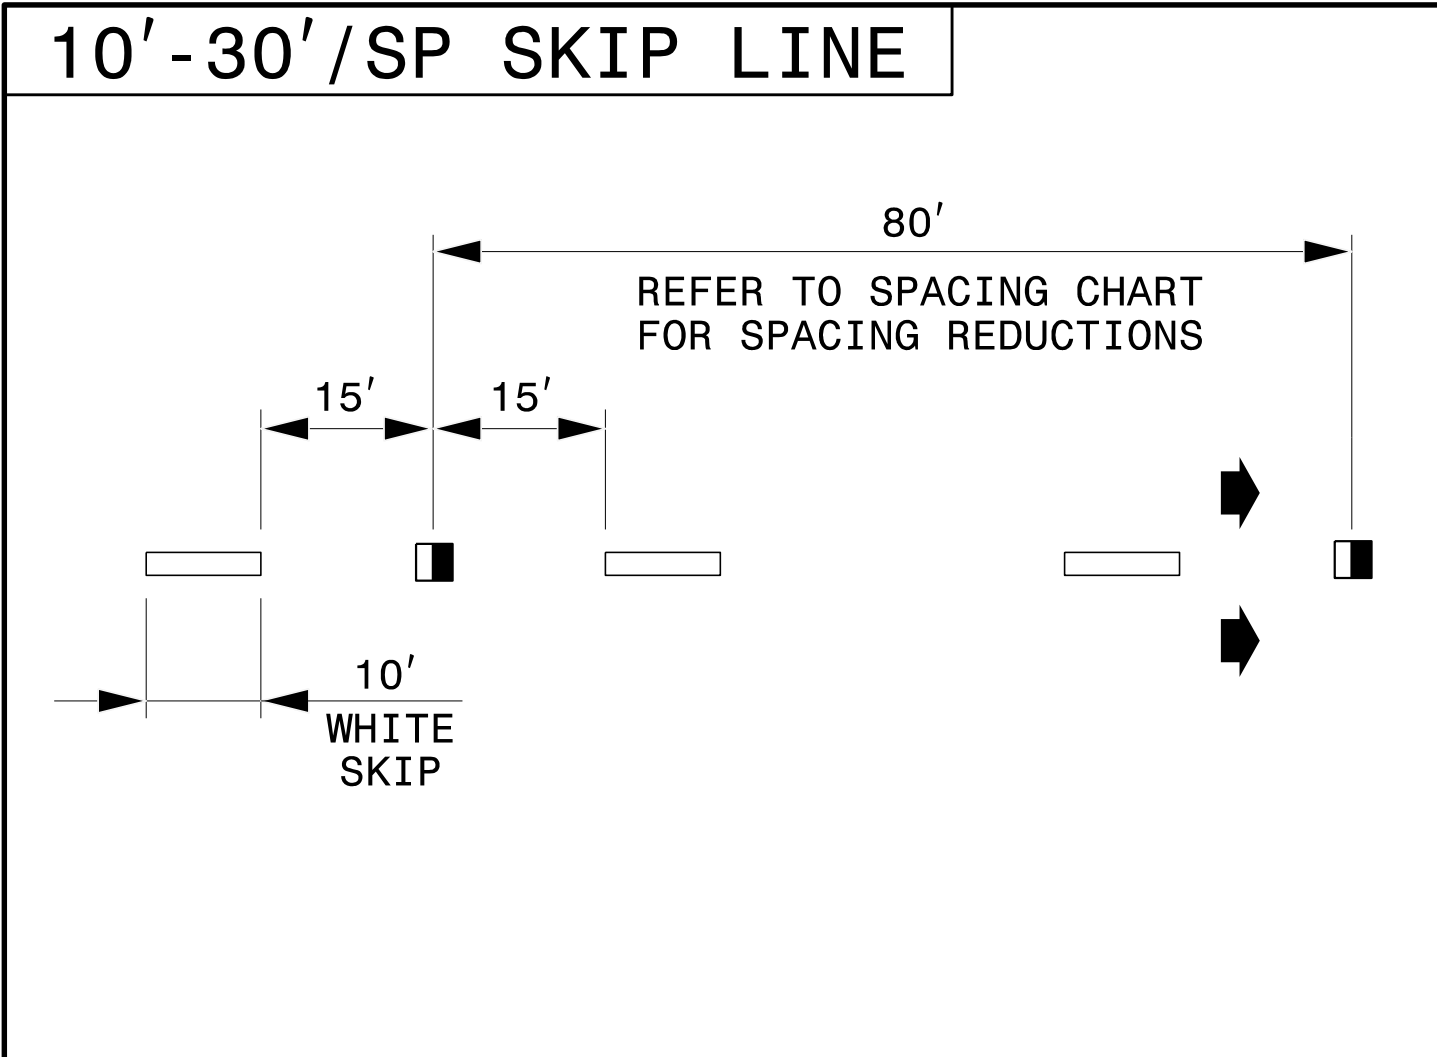 10'-30'/SP SKIP LINE
80'
REFER TO SPACING CHART
FOR SPACING REDUCTIONS
15'
15'
10'
WHITE
SKIP